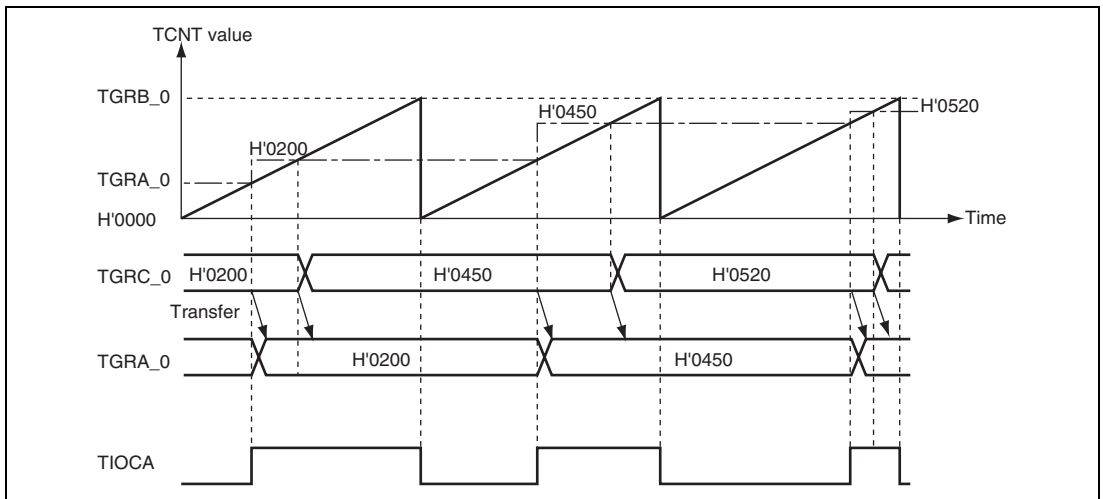 TCNT value
TGRB_0
H'0520
H'0450
H'0200
TGRA_0
H'0000
Time
TGRC_0
H'0200
H'0450
H'0520
Transfer
TGRA_0
H'0200
H'0450
TIOCA